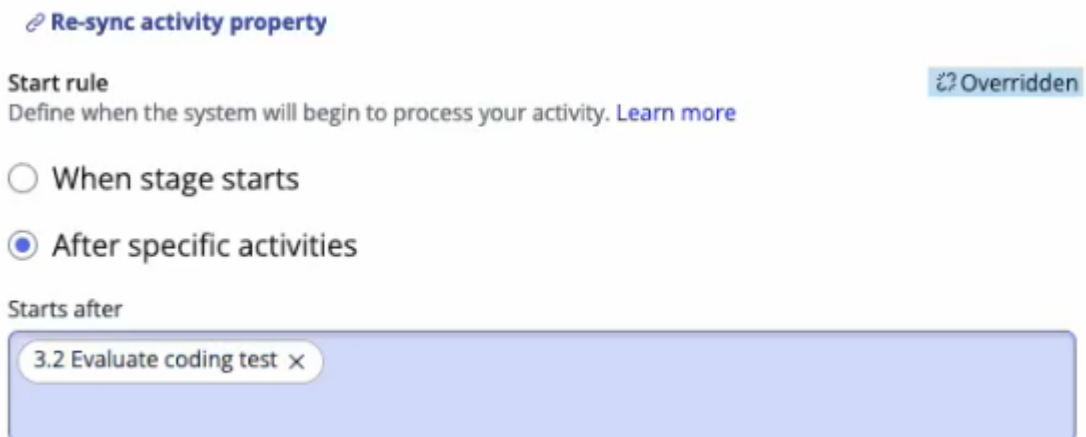 Re-sync activity property
Start rule
Overridden
Define when the system will begin to process your activity. Learn more
When stage starts
After specific activities
Starts after
3.2 Evaluate coding test ×